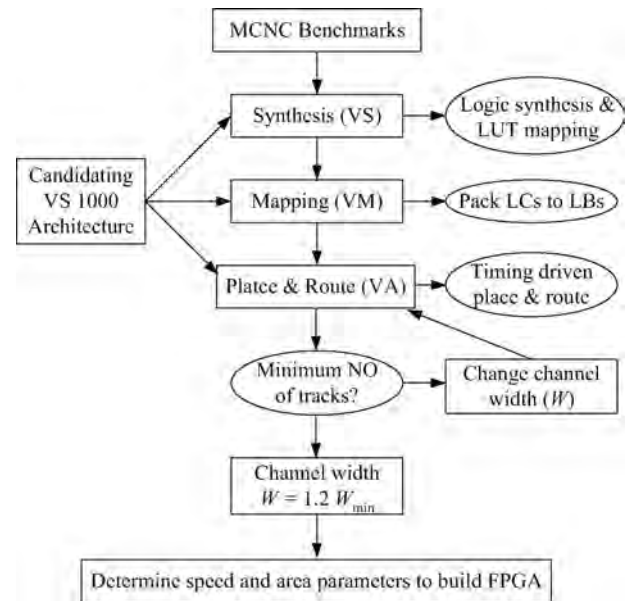 MCNC Benchmarks
Synthesis (VS)
Logic synthesis &
LUT mapping
Candidating
VS 1000
Architecture
Mapping (VM)
Pack LCs to LBs
Platce & Route (VA)
Timing driven
place & route
Minimum NO
of tracks?
Change channel
width (W)
Channel width
W = 1.2 Wmin
Determine speed and area parameters to build FPGA